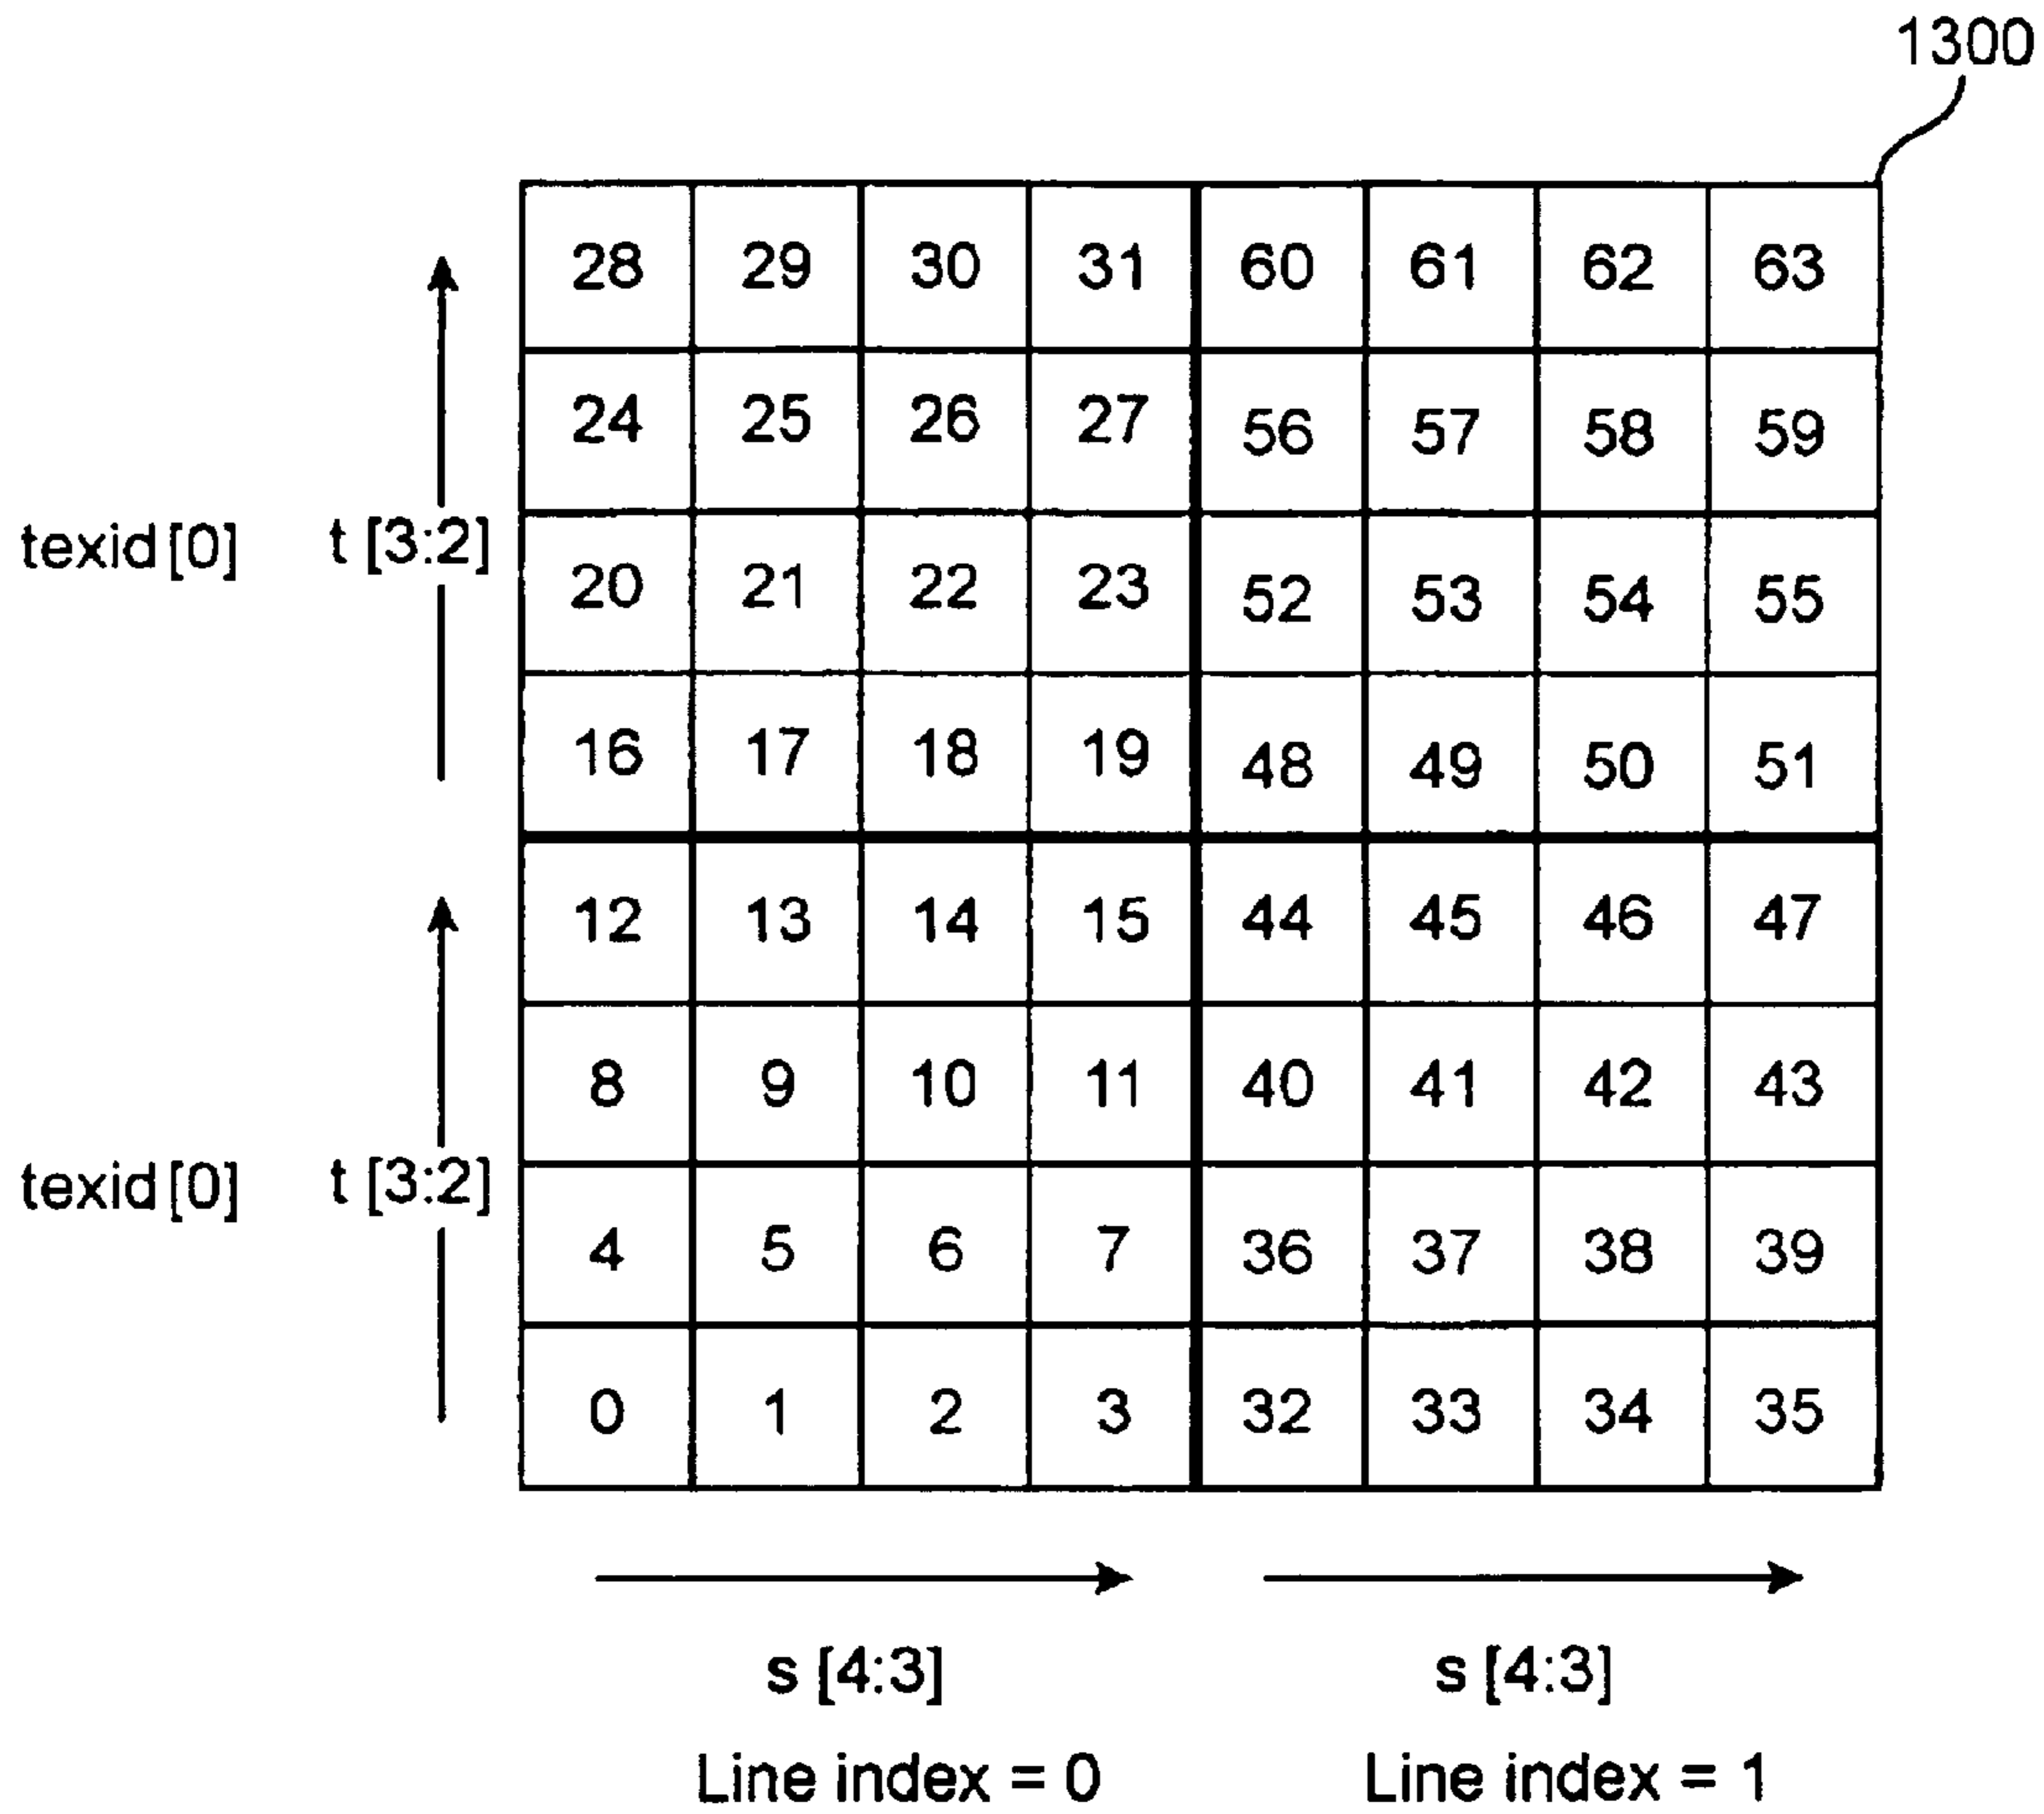 1300
28 29 30 31 60 61 62 63
24 25 26 27 56 57 58 59
texid [0] t [3:2]
20 21 22 23 52 53 54 55
16 17 18 19 48 49 50 51
12 13 14 15 44 45 46 47
8 9 10 11 40 41 42 43
texid [0] t [3:2]
4 5 6 7 36 37 38 39
0 1 2 3 32 33 34 35
s [4:3] s [4:3]
Line index = 0 Line index = 1